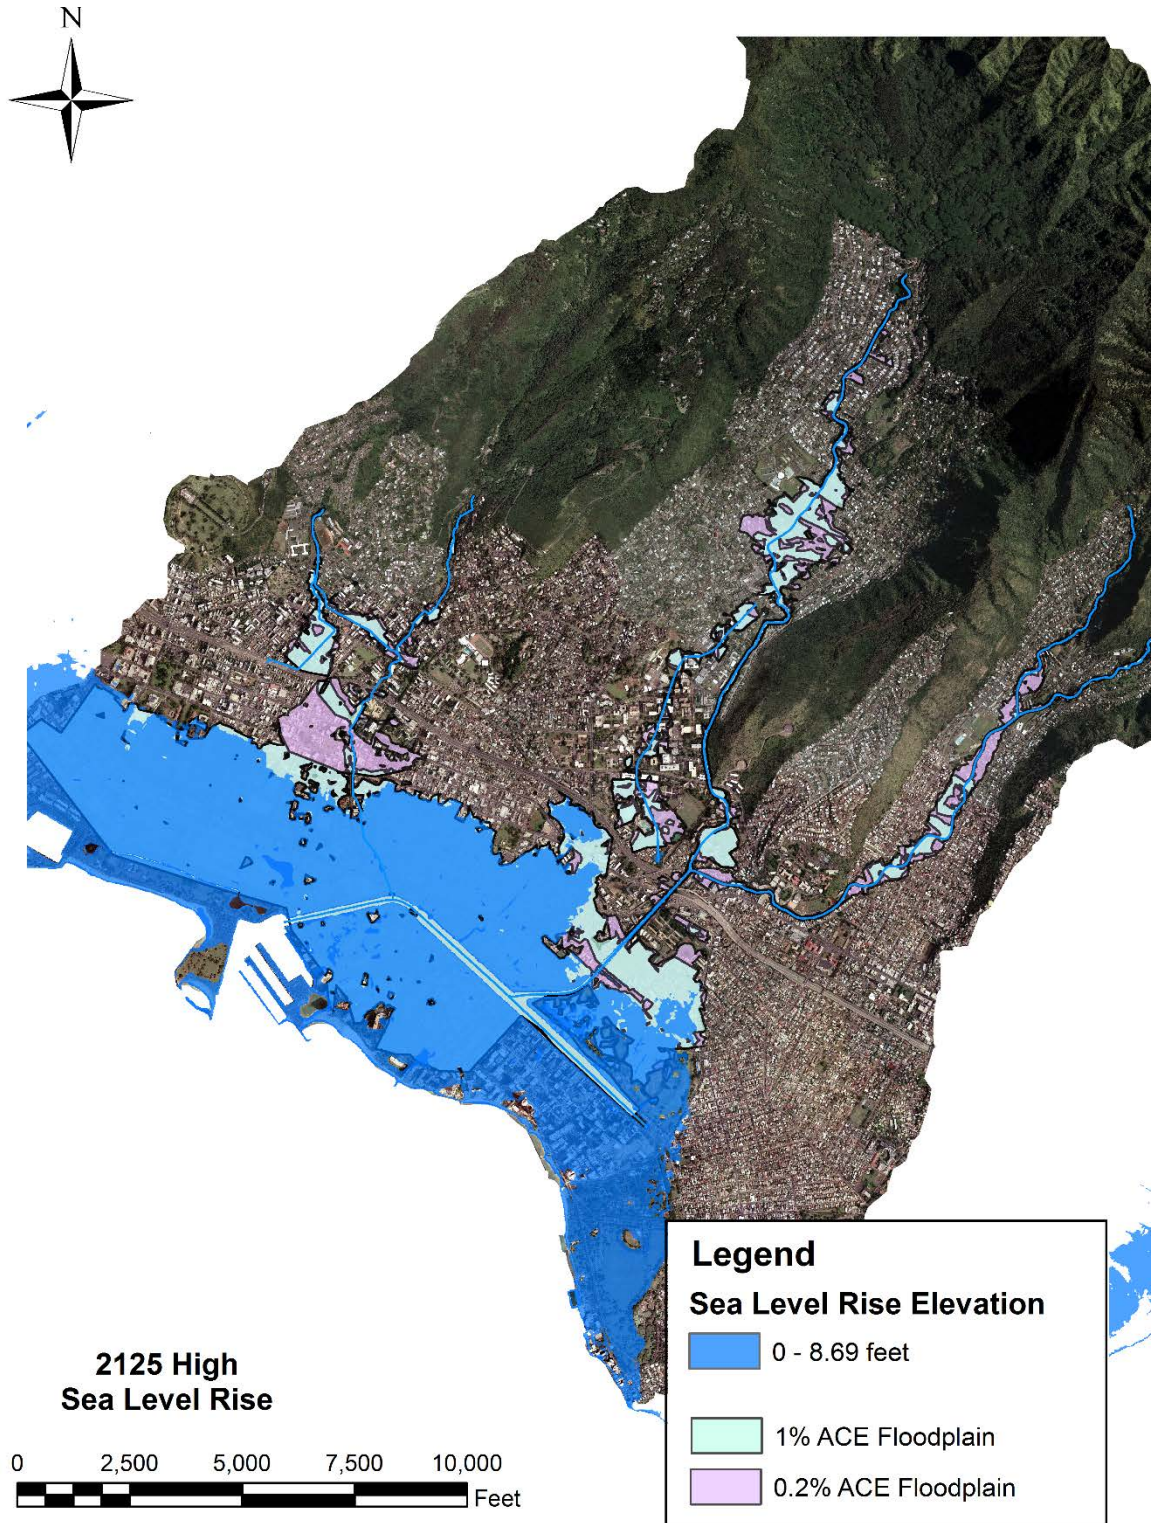 N
Legend
Sea Level Rise Elevation
0 - 8.69 feet
1% ACE Floodplain
0.2% ACE Floodplain
2125 High
Sea Level Rise
0 2,500 5,000 7,500 10,000
Feet